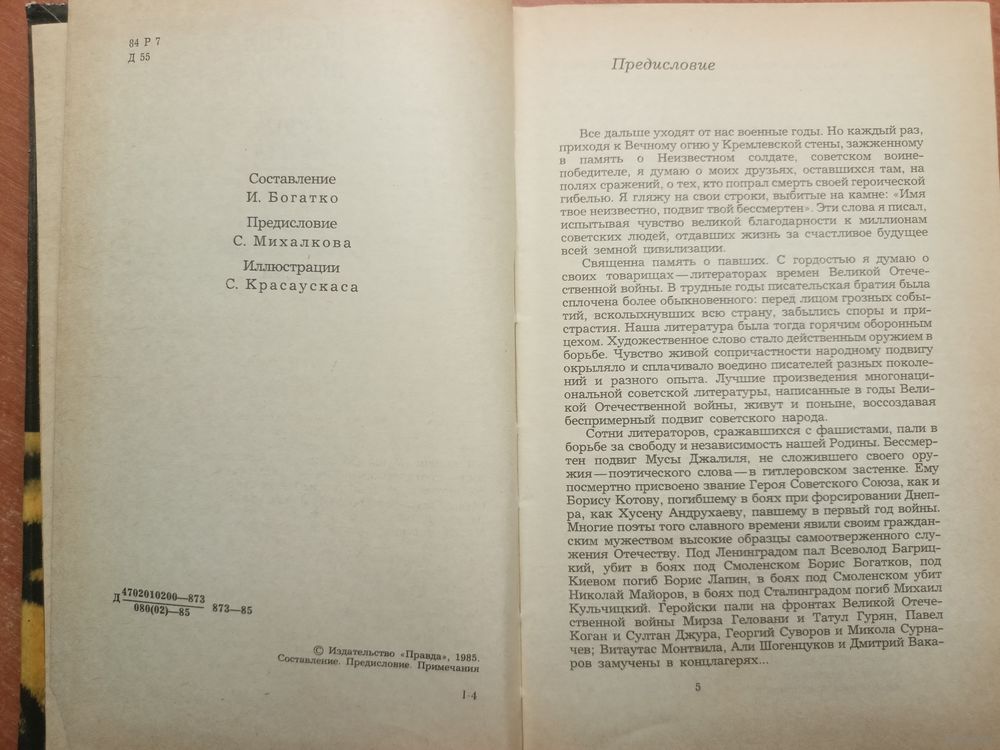 84 Р 7
Д 55
Составление
И. Богатко
Предисловие
С. Михалкова
Иллюстрации
С. Красаускаса
Д 4702010200—873
080(02)—85
873—85
© Издательство «Правда», 1985.
Составление. Предисловие. Примечания
1-4
Предисловие
Все дальше уходят от нас военные годы. Но каждый раз,
приходя к Вечному огню у Кремлевской стены, зажженному
в память о Неизвестном солдате, советском воине-
победителе, я думаю о моих друзьях, оставшихся там, на
полях сражений, о тех, кто попрал смерть своей героической
гибелью. Я гляжу на свои строки, выбитые на камне: «Имя
твое неизвестно, подвиг твой бессмертен». Эти слова я писал,
испытывая чувство великой благодарности к миллионам
советских людей, отдавших жизнь за счастливое будущее
всей земной цивилизации.
Священна память о павших. С гордостью я думаю о
своих товарищах—литераторах времен Великой Отече-
ственной войны. В трудные годы писательская братия была
сплочена более обыкновенного: перед лицом грозных собы-
тий, всколыхнувших всю страну, забылись споры и при-
страстия. Наша литература была тогда горячим оборонным
цехом. Художественное слово стало действенным оружием в
борьбе. Чувство живой сопричастности народному подвигу
окрыляло и сплачивало воедино писателей разных поколе-
ний и разного опыта. Лучшие произведения многонаци-
ональной советской литературы, написанные в годы Вели-
кой Отечественной войны, живут и поныне, воссоздавая
беспримерный подвиг советского народа.
Сотни литераторов, сражавшихся с фашистами, пали в
борьбе за свободу и независимость нашей Родины. Бессмер-
тен подвиг Мусы Джалиля, не сложившего своего ору-
жия—поэтического слова—в гитлеровском застенке. Ему
посмертно присвоено звание Героя Советского Союза, как и
Борису Котову, погибшему в боях при форсировании Днеп-
ра, как Хусену Андрухаеву, павшему в первый год войны.
Многие поэты того славного времени явили своим граждан-
ским мужеством высокие образцы самоотверженного слу-
жения Отечеству. Под Ленинградом пал Всеволод Багриц-
кий, убит в боях под Смоленском Борис Богатков, под
Киевом погиб Борис Лапин, в боях под Смоленском убит
Николай Майоров, в боях под Сталинградом погиб Михаил
Кульчицкий. Геройски пали на фронтах Великой Отече-
ственной войны Мирза Геловани и Татул Гурян, Павел
Коган и Султан Джура, Георгий Суворов и Микола Сурна-
чев; Витаутас Монтвила, Али Шогенцуков и Дмитрий Вака-
ров замучены в концлагерях...
5